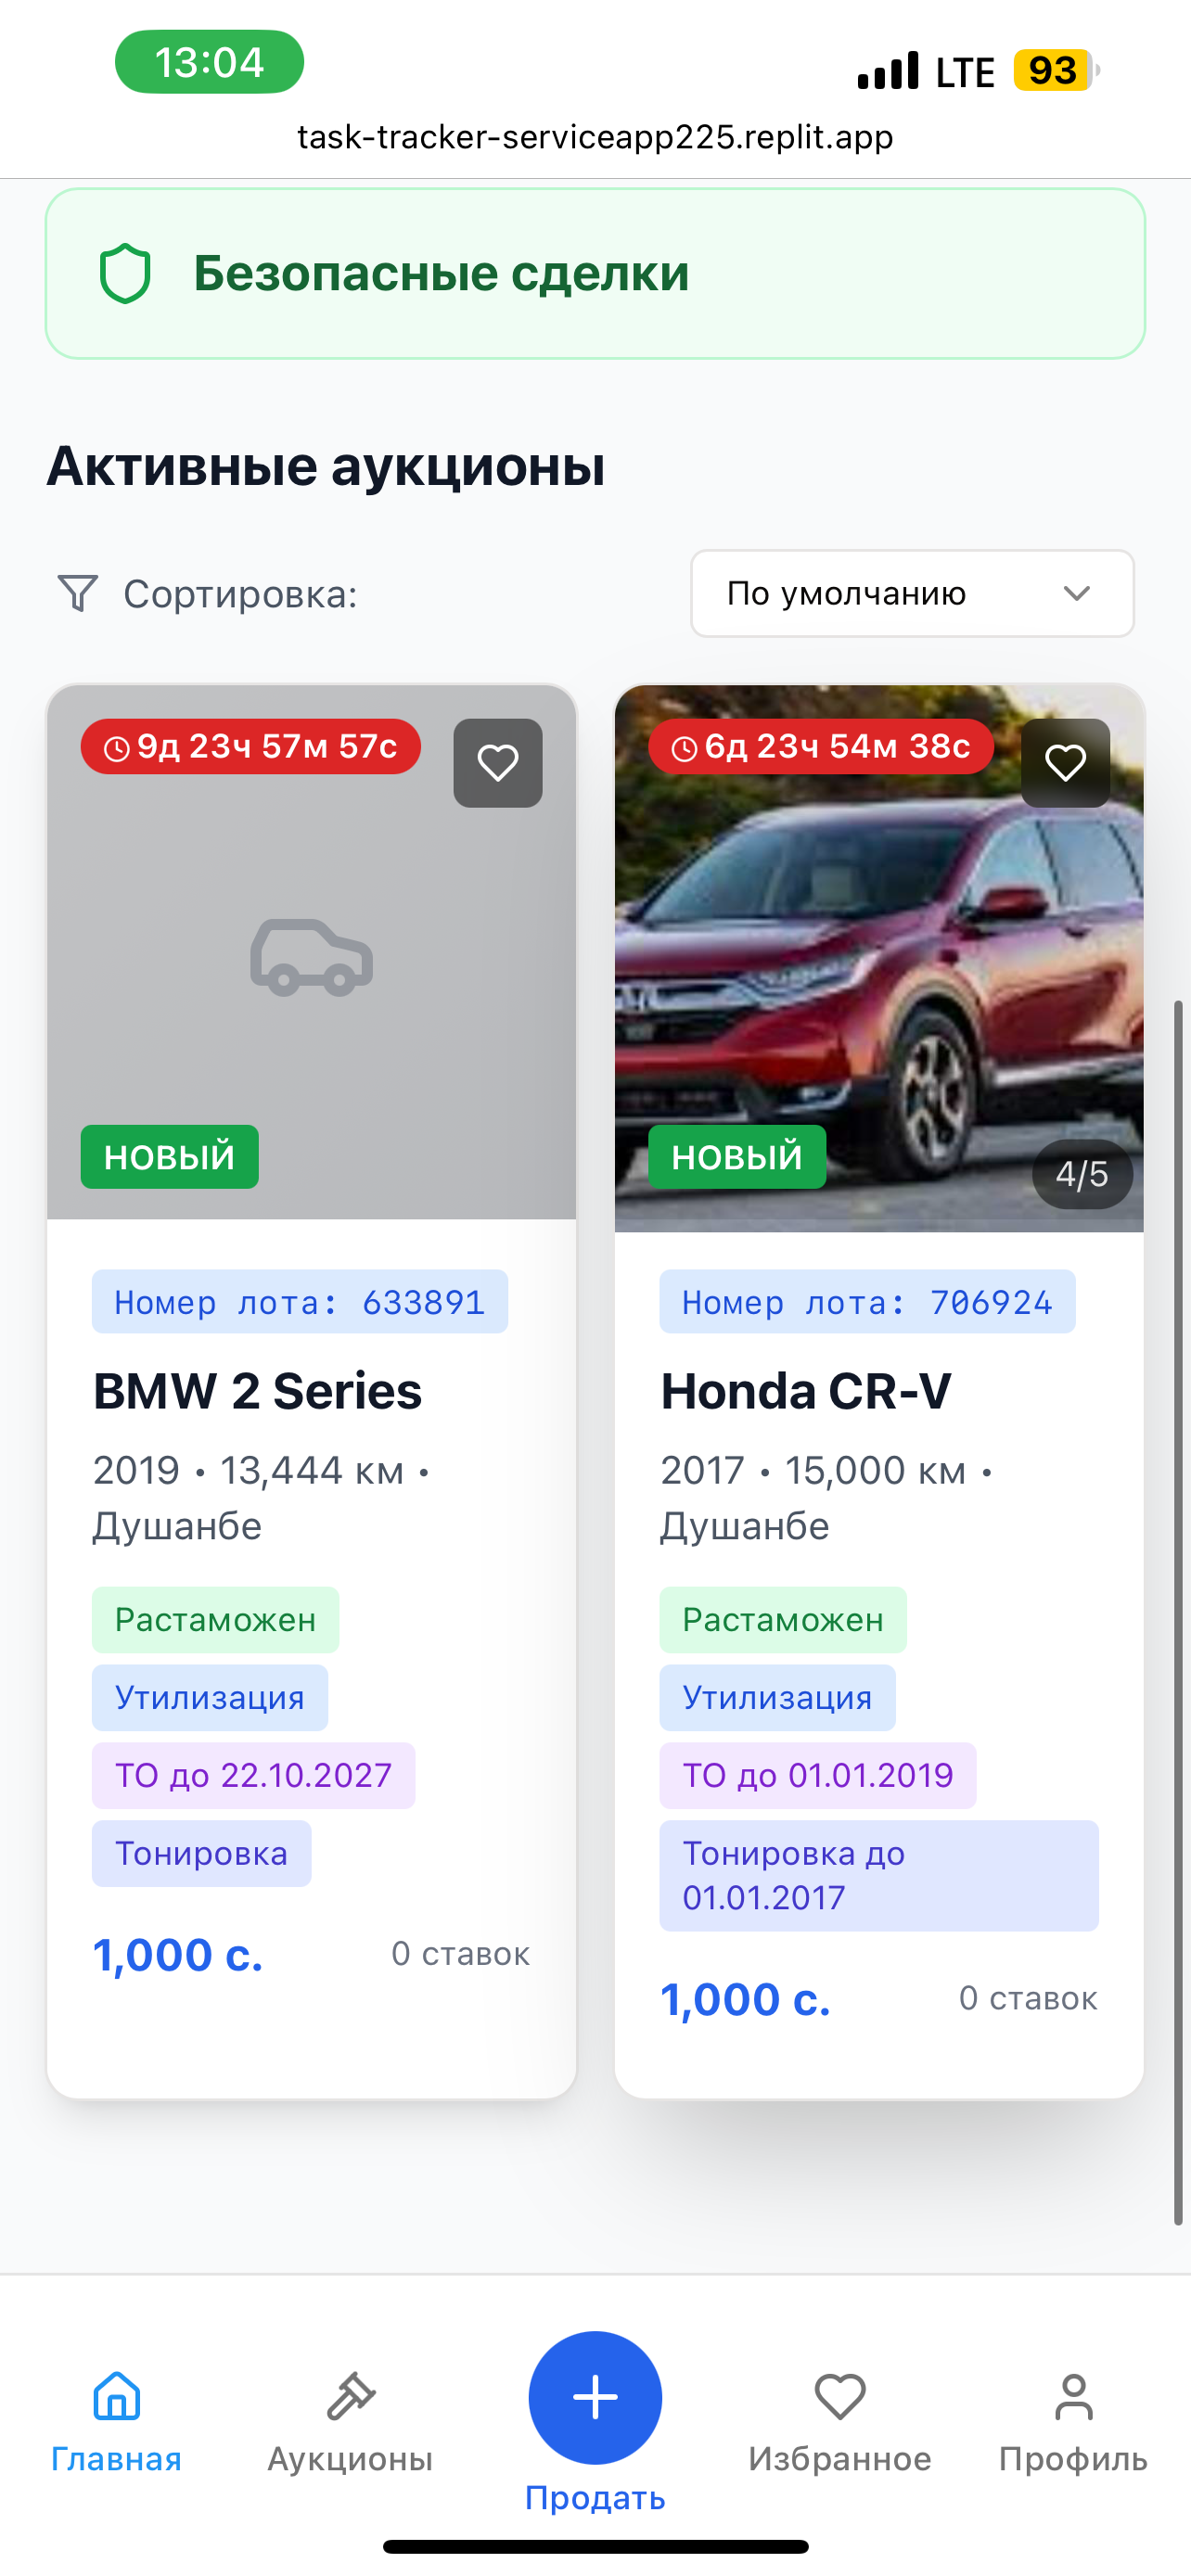 13:04
LTE 93
task-tracker-serviceapp225.replit.app
Безопасные сделки
Активные аукционы
Сортировка:
По умолчанию
9д 23ч 57м 57с
НОВЫЙ
Номер лота: 633891
BMW 2 Series
2019 • 13,444 км •
Душанбе
Растаможен
Утилизация
ТО до 22.10.2027
Тонировка
1,000 с.
0 ставок
6д 23ч 54м 38с
НОВЫЙ
4/5
Номер лота: 706924
Honda CR-V
2017 • 15,000 км •
Душанбе
Растаможен
Утилизация
ТО до 01.01.2019
Тонировка до
01.01.2017
1,000 с.
0 ставок
Главная
Аукционы
Продать
Избранное
Профиль